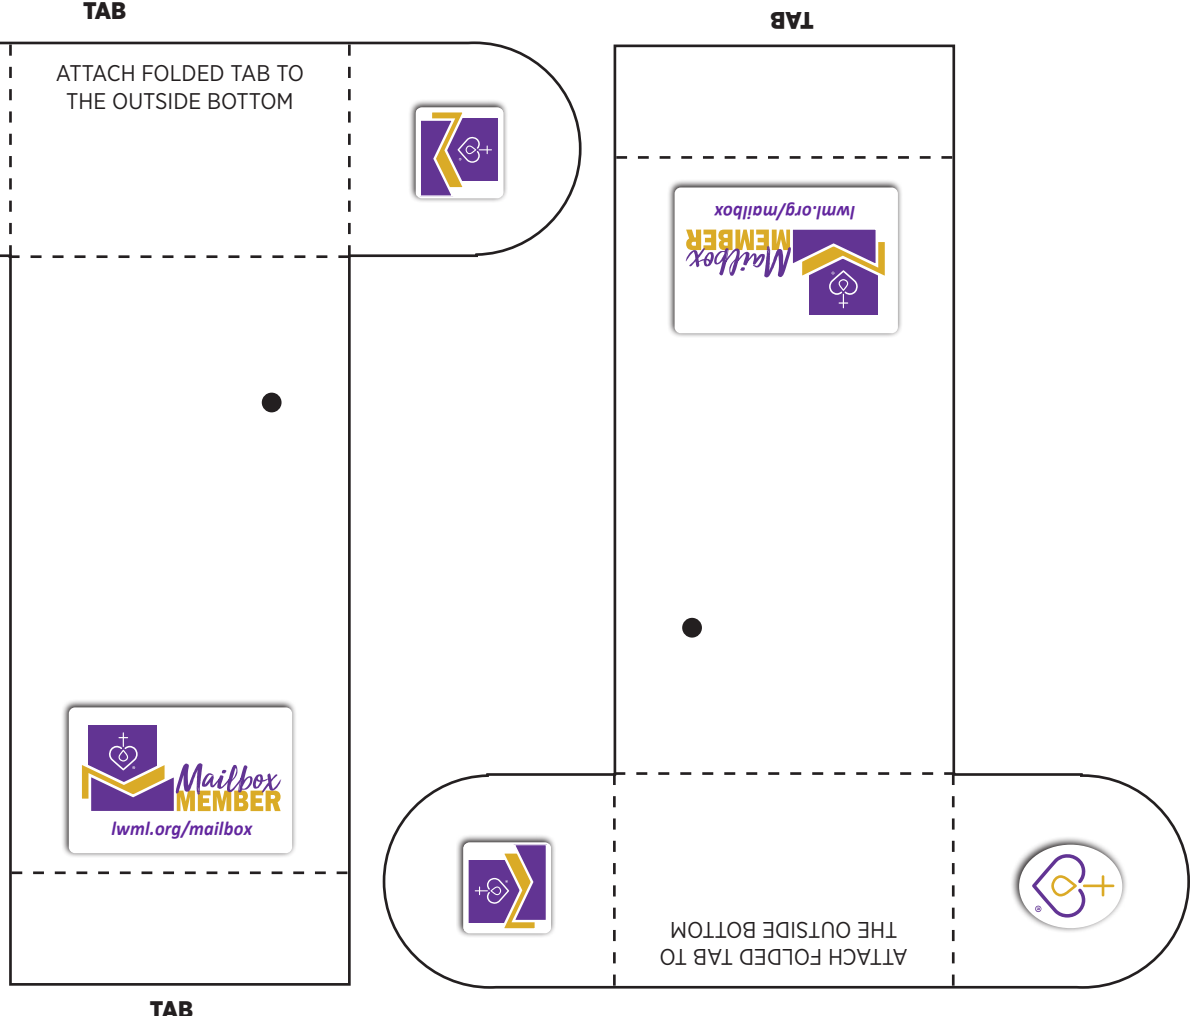 TAB
ATTACH FOLDED TAB TO
THE OUTSIDE BOTTOM
Mailbox
MEMBER
lwml.org/mailbox
TAB
TAB
lwml.org/mailbox
MEMBER
Mailbox
THE OUTSIDE BOTTOM
ATTACH FOLDED TAB TO